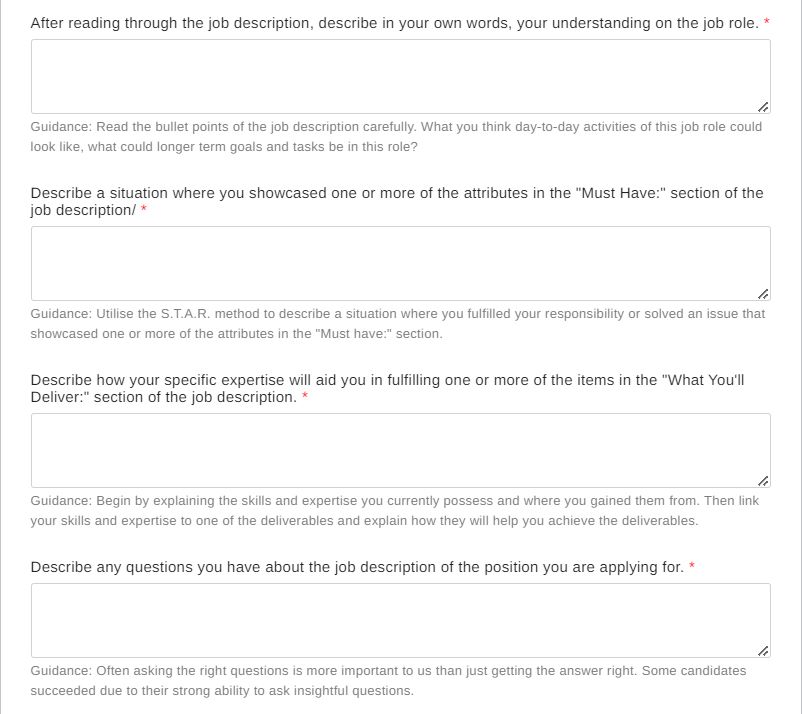 After reading through the job description, describe in your own words, your understanding on the job role. *
Guidance: Read the bullet points of the job description carefully. What you think day-to-day activities of this job role could
look like, what could longer term goals and tasks be in this role?
Describe a situation where you showcased one or more of the attributes in the "Must Have:" section of the
job description/ *
Guidance: Utilise the S.T.A.R. method to describe a situation where you fulfilled your responsibility or solved an issue that
showcased one or more of the attributes in the "Must have:" section.
Describe how your specific expertise will aid you in fulfilling one or more of the items in the "What You'll
Deliver:" section of the job description. *
Guidance: Begin by explaining the skills and expertise you currently possess and where you gained them from. Then link
your skills and expertise to one of the deliverables and explain how they will help you achieve the deliverables.
Describe any questions you have about the job description of the position you are applying for. *
Guidance: Often asking the right questions is more important to us than just getting the answer right. Some candidates
succeeded due to their strong ability to ask insightful questions.